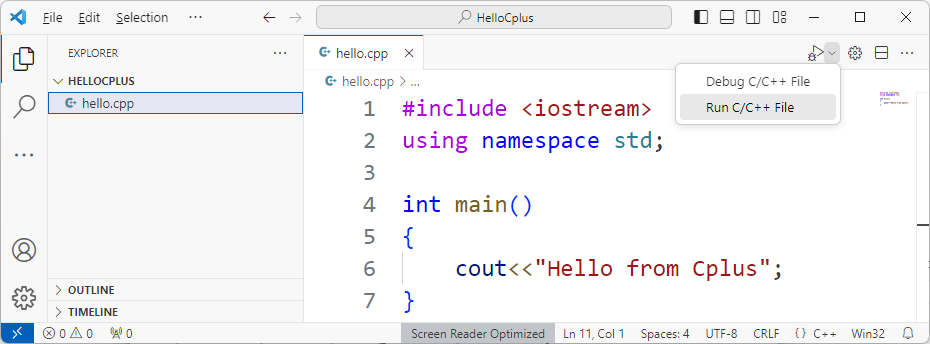 File Edit Selection ··· HelloCplus
EXPLORER
HELLOCPLUS
hello.cpp
OUTLINE
TIMELINE
hello.cpp
hello.cpp > ...
Debug C/C++ File
Run C/C++ File
1 #include <iostream>
2 using namespace std;
3
4 int main()
5 {
6 cout<<"Hello from Cplus";
7 }
0 0 0 Screen Reader Optimized Ln 11, Col 1 Spaces: 4 UTF-8 CRLF { } C++ Win32